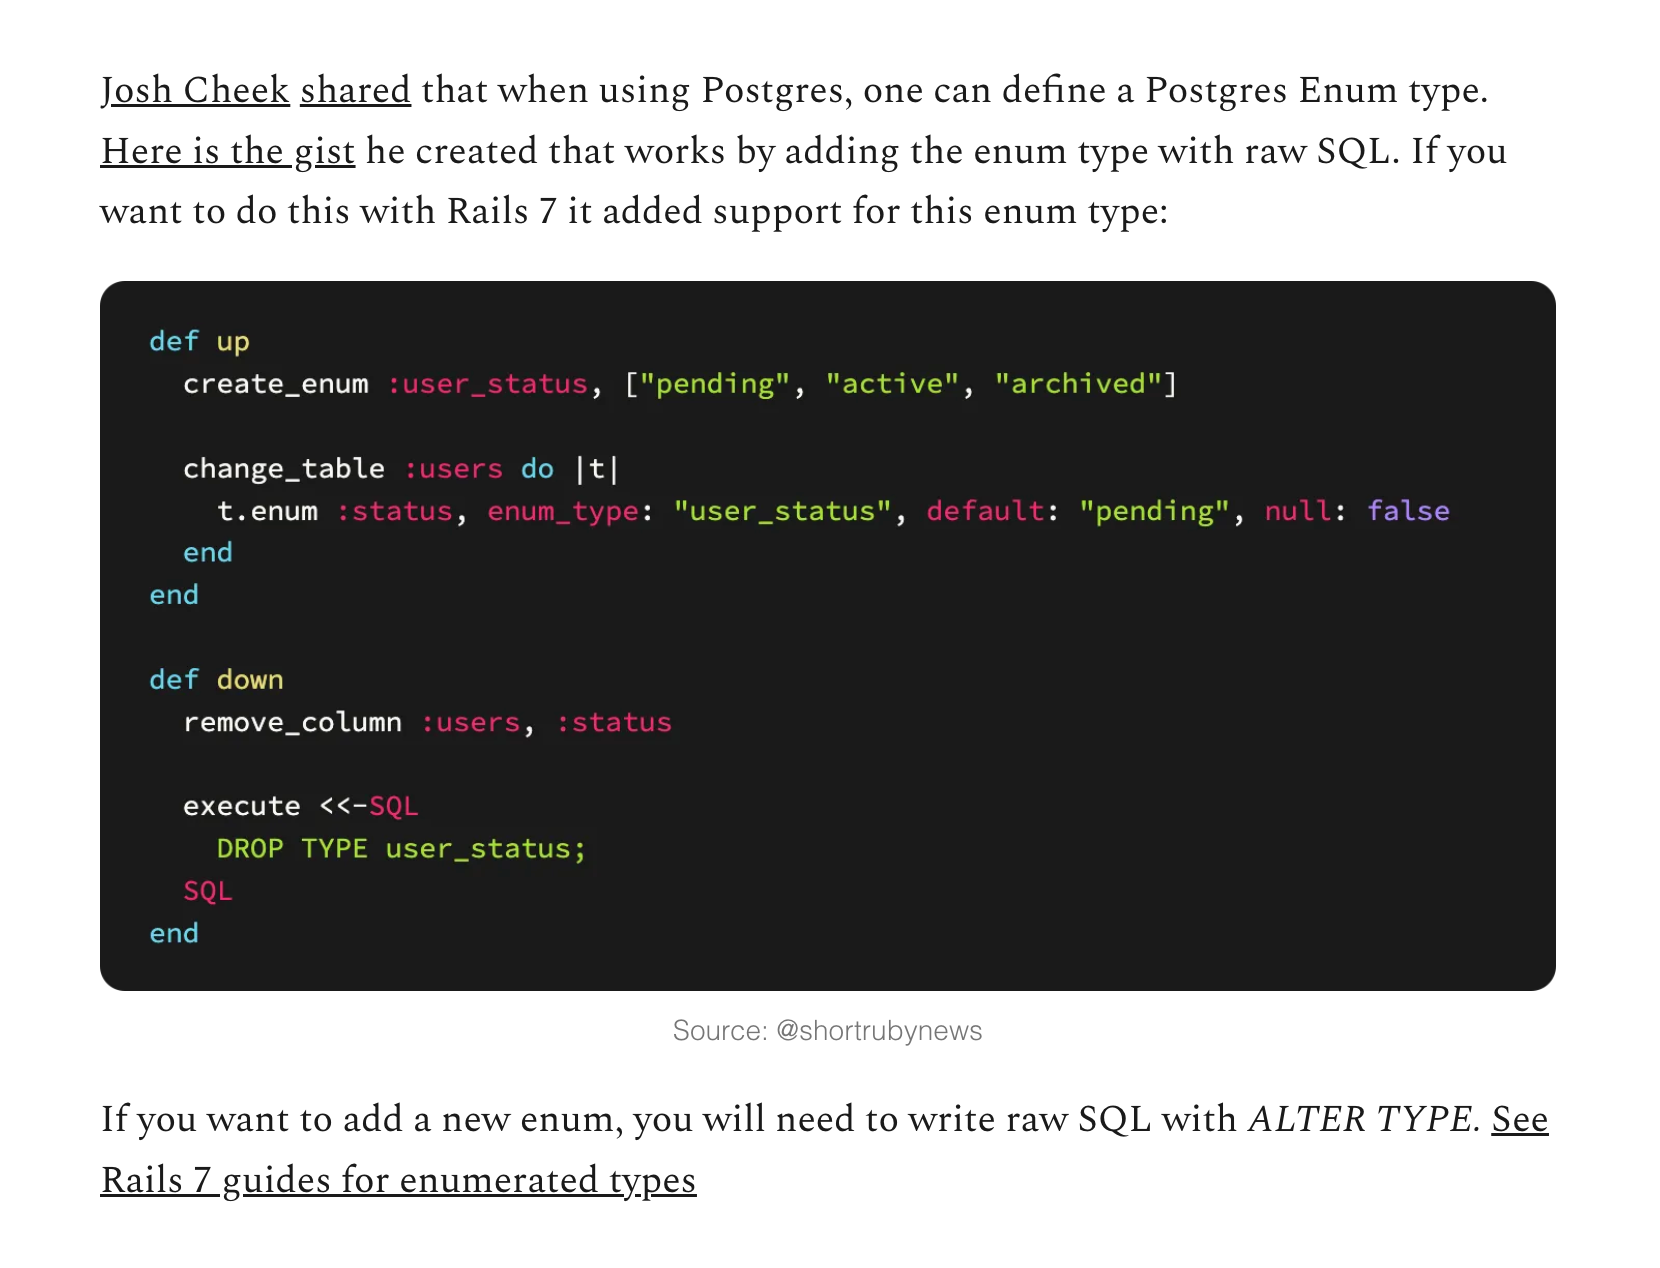 Josh Cheek shared that when using Postgres, one can define a Postgres Enum type.
Here is the gist he created that works by adding the enum type with raw SQL. If you
want to do this with Rails 7 it added support for this enum type:
def up
  create_enum :user_status, ["pending", "active", "archived"]

  change_table :users do |t|
    t.enum :status, enum_type: "user_status", default: "pending", null: false
  end
end

def down
  remove_column :users, :status

  execute <<-SQL
    DROP TYPE user_status;
  SQL
end
Source: @shortrubynews
If you want to add a new enum, you will need to write raw SQL with ALTER TYPE. See
Rails 7 guides for enumerated types